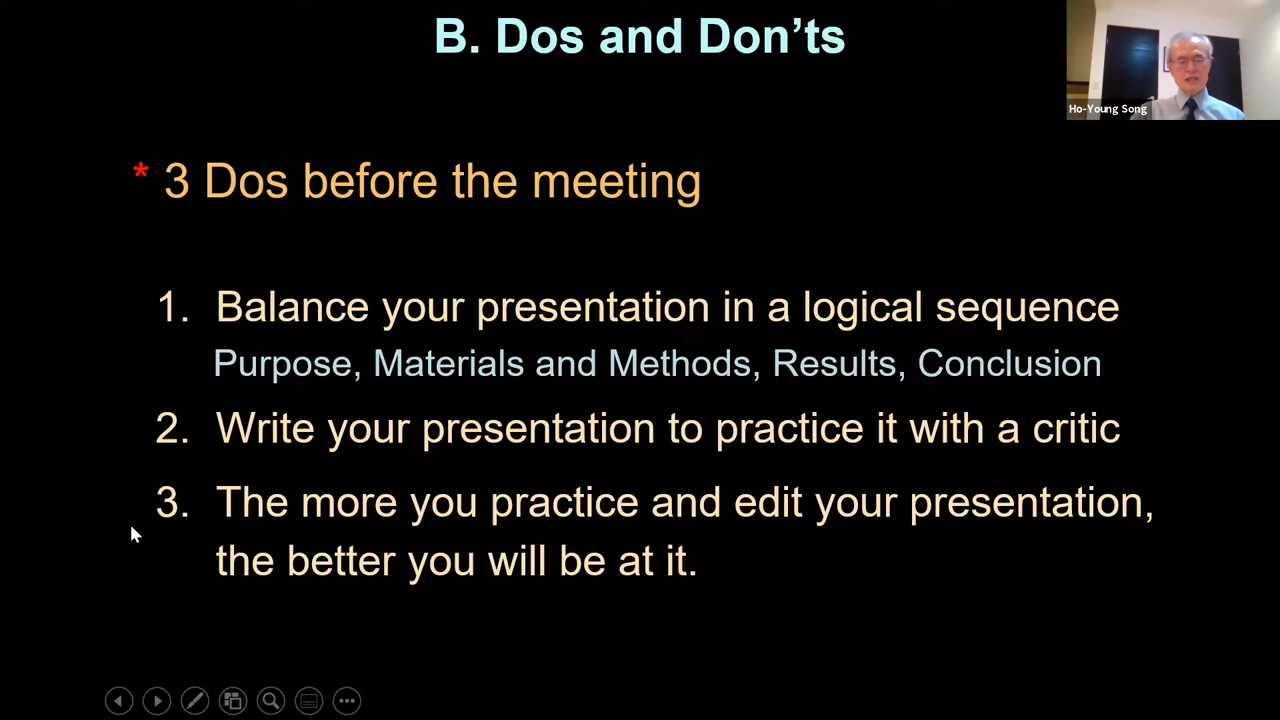 B. Dos and Don’ts
Ho-Young Song
* 3 Dos before the meeting
1. Balance your presentation in a logical sequence
Purpose, Materials and Methods, Results, Conclusion
2. Write your presentation to practice it with a critic
3. The more you practice and edit your presentation,
the better you will be at it.